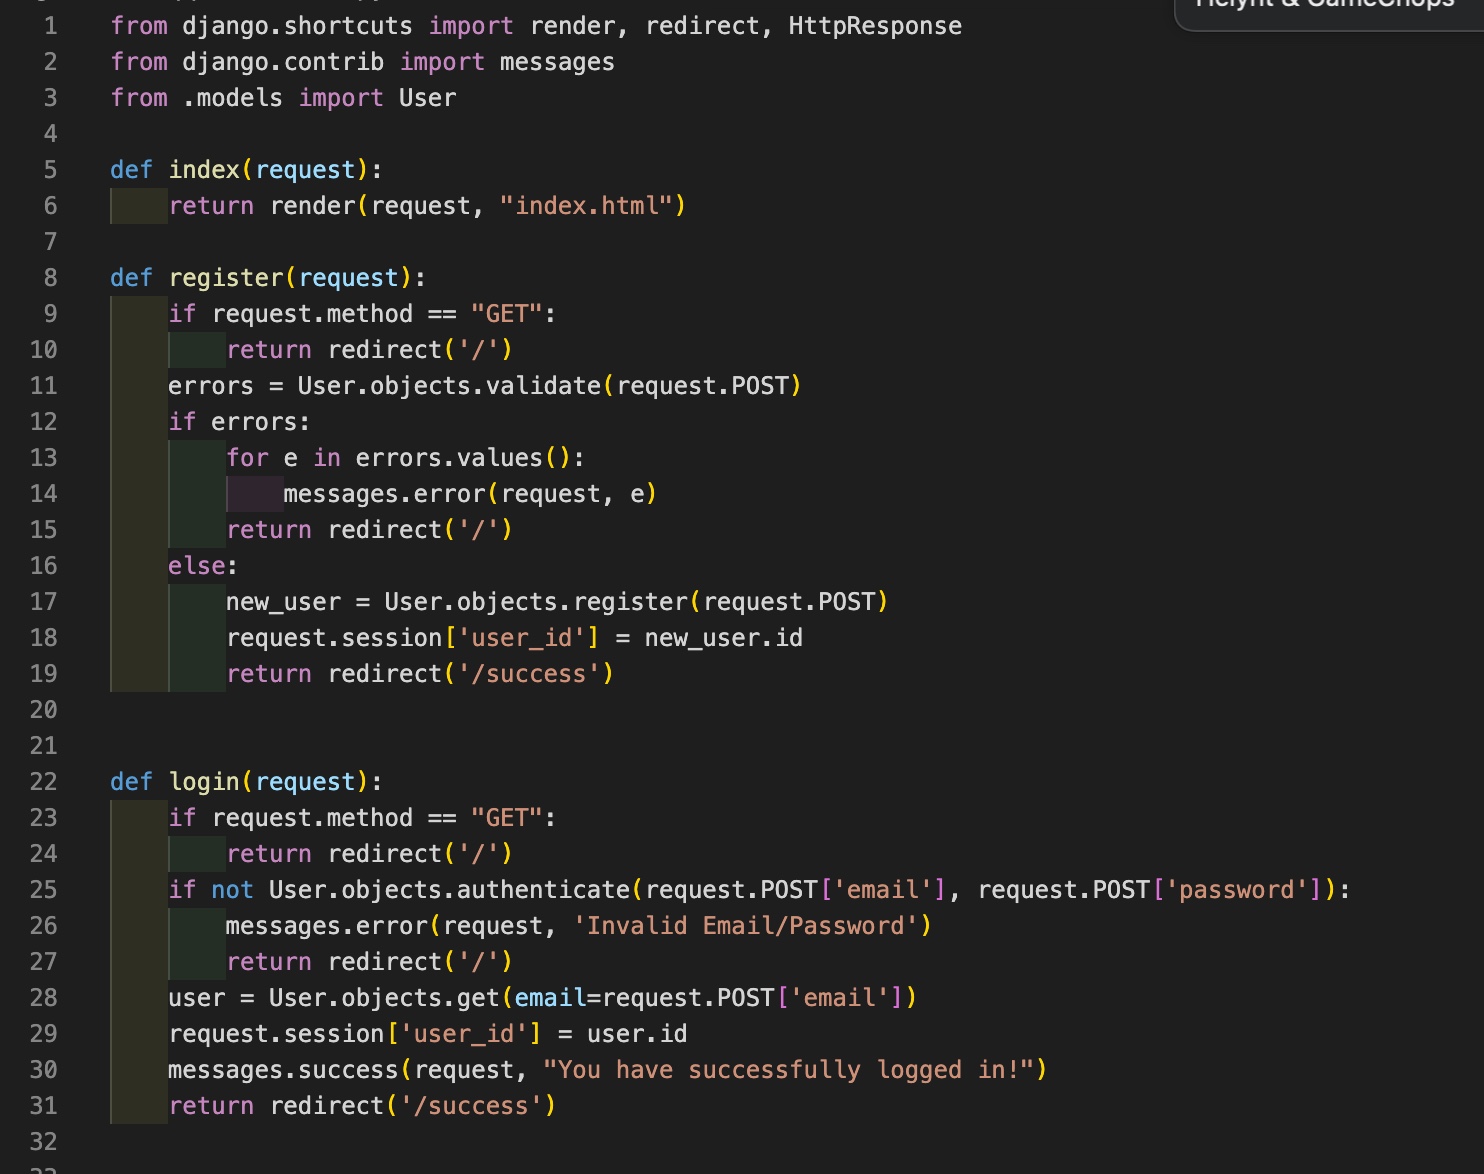 1 from django.shortcuts import render, redirect, HttpResponse
2 from django.contrib import messages
3 from .models import User
4
5 def index(request):
6     return render(request, "index.html")
7
8 def register(request):
9     if request.method == "GET":
10         return redirect('/')
11     errors = User.objects.validate(request.POST)
12     if errors:
13         for e in errors.values():
14             messages.error(request, e)
15         return redirect('/')
16     else:
17         new_user = User.objects.register(request.POST)
18         request.session['user_id'] = new_user.id
19         return redirect('/success')
20
21
22 def login(request):
23     if request.method == "GET":
24         return redirect('/')
25     if not User.objects.authenticate(request.POST['email'], request.POST['password']):
26         messages.error(request, 'Invalid Email/Password')
27         return redirect('/')
28     user = User.objects.get(email=request.POST['email'])
29     request.session['user_id'] = user.id
30     messages.success(request, "You have successfully logged in!")
31     return redirect('/success')
32